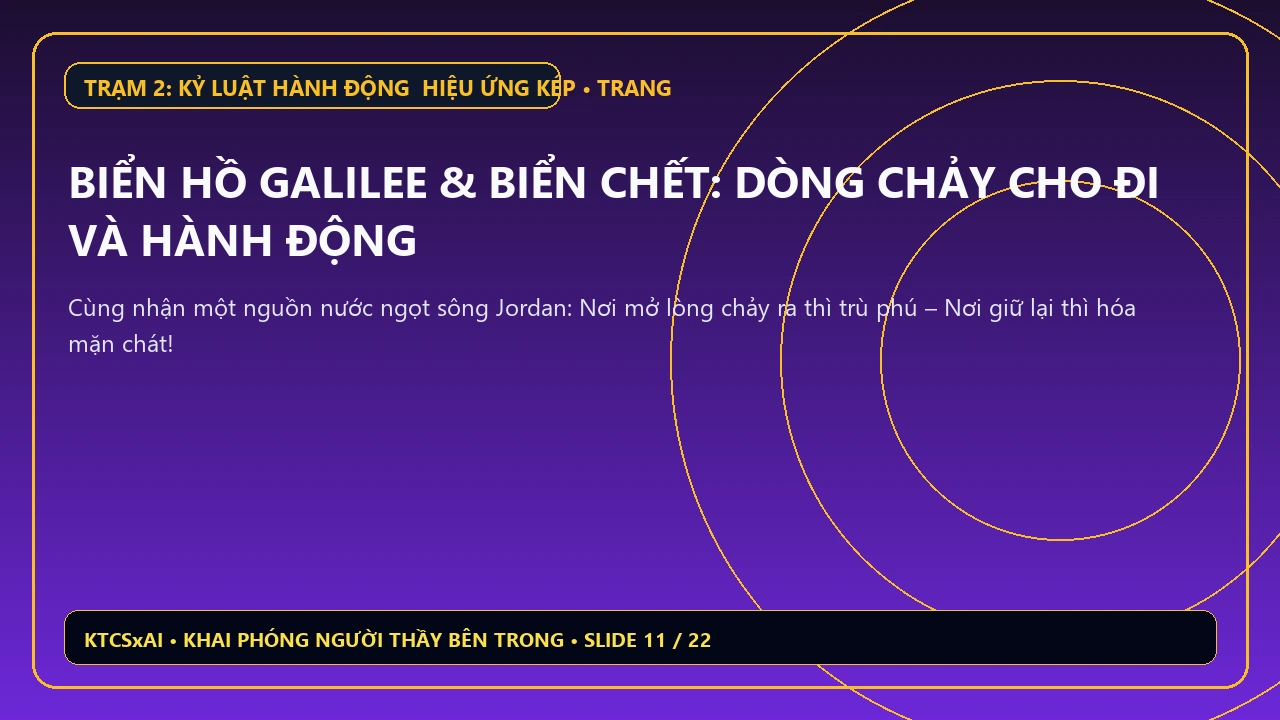 TRẠM 2: KỶ LUẬT HÀNH ĐỘNG  HIỆU ỨNG KÉP • TRANG
BIỂN HỒ GALILEE & BIỂN CHẾT: DÒNG CHẢY CHO ĐI
VÀ HÀNH ĐỘNG
Cùng nhận một nguồn nước ngọt sông Jordan: Nơi mở lòng chảy ra thì trù phú – Nơi giữ lại thì hóa
mặn chát!
KTCSxAI • KHAI PHÓNG NGƯỜI THẦY BÊN TRONG • SLIDE 11 / 22